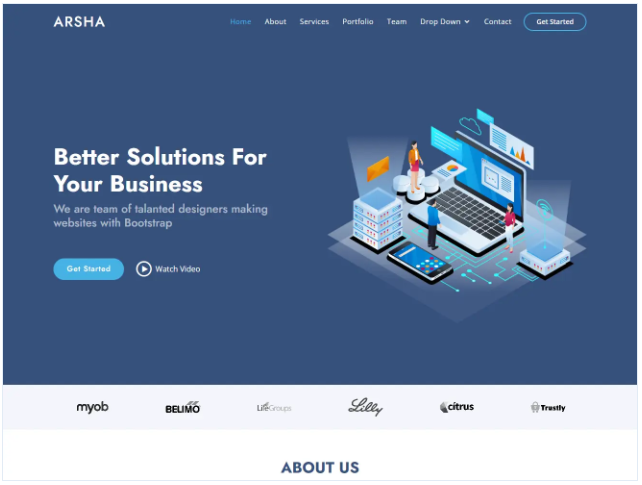 ARSHA
Home About Services Portfolio Team Drop Down Contact Get Started
Better Solutions For
Your Business
We are team of talanted designers making
websites with Bootstrap
Get Started Watch Video
myob BELIMO LifeGroups Lilly citrus Trustly
ABOUT US